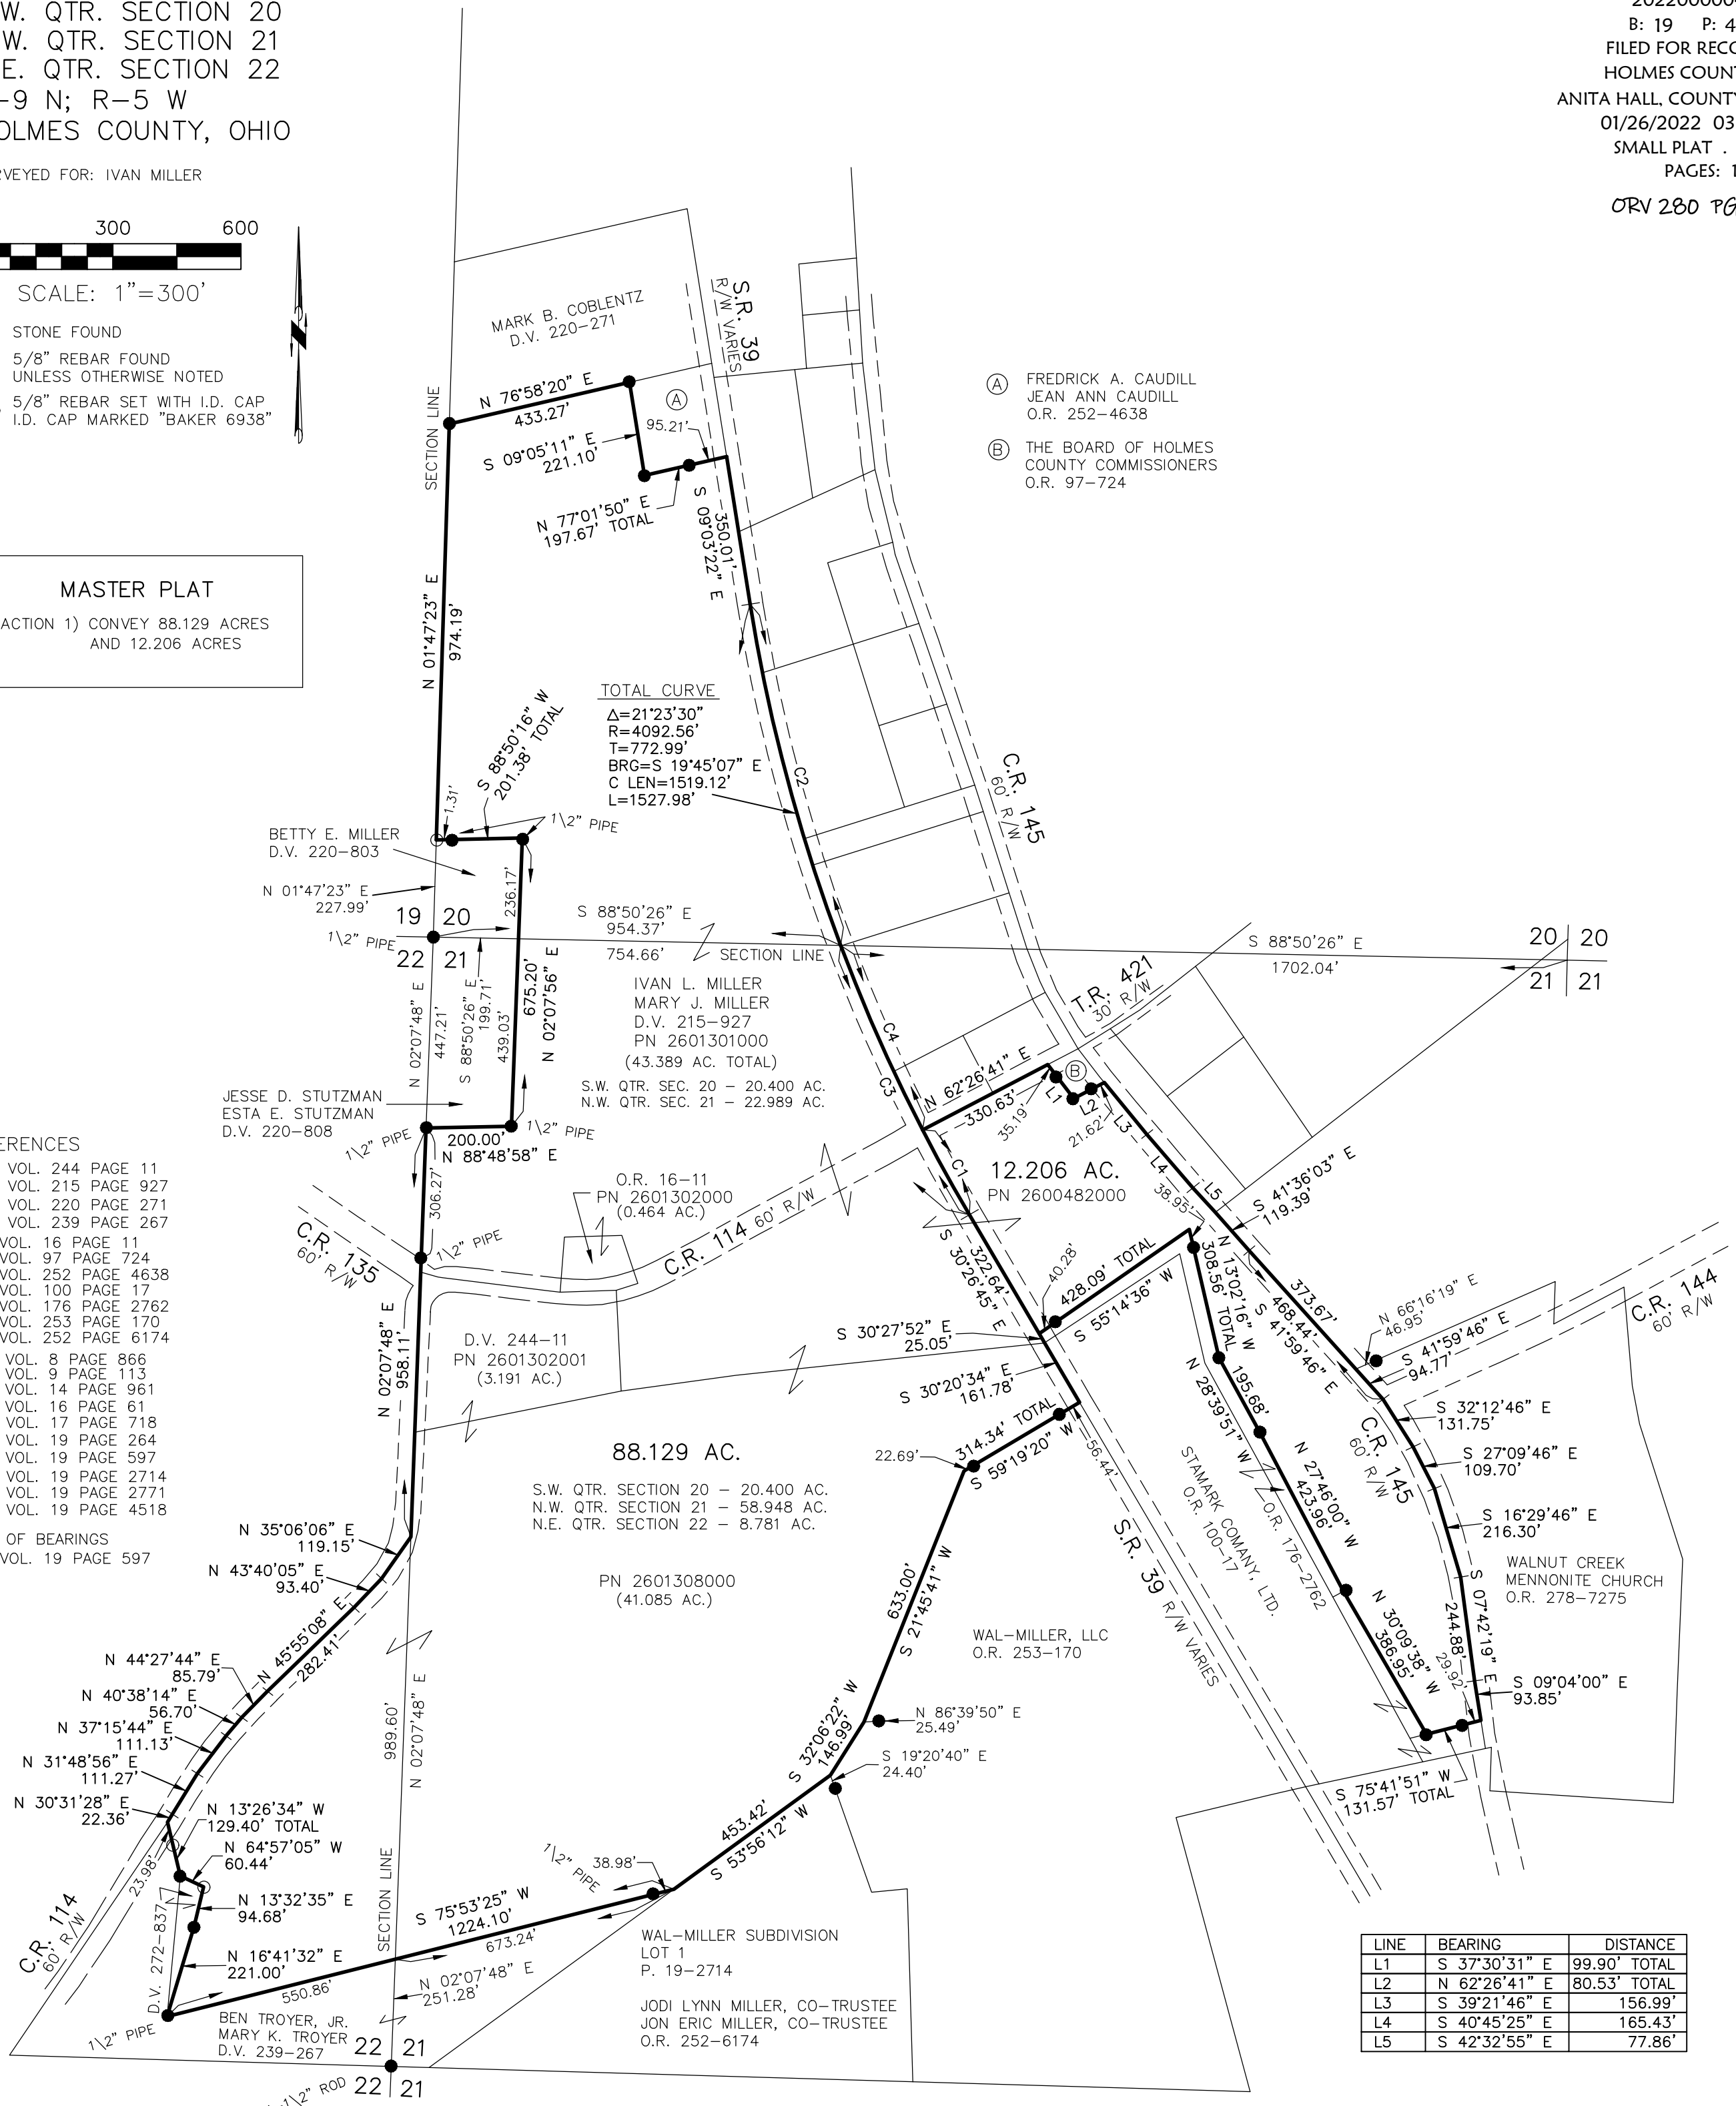 W. QTR. SECTION 20
W. QTR. SECTION 21
E. QTR. SECTION 22
-9 N; R-5 W
OLMES COUNTY, OHIO
RVEYED FOR: IVAN MILLER
300 600
SCALE: 1"=300'
STONE FOUND
5/8" REBAR FOUND
UNLESS OTHERWISE NOTED
5/8" REBAR SET WITH I.D. CAP
I.D. CAP MARKED "BAKER 6938"
B: 19 P: 4
FILED FOR RECO
HOLMES COUNT
ANITA HALL, COUNTY
01/26/2022 03
SMALL PLAT .
PAGES: 1
ORV 280 PG
MASTER PLAT
ACTION 1) CONVEY 88.129 ACRES
AND 12.206 ACRES
A FREDRICK A. CAUDILL
JEAN ANN CAUDILL
O.R. 252-4638
B THE BOARD OF HOLMES
COUNTY COMMISSIONERS
O.R. 97-724
MARK B. COBLENTZ
D.V. 220-271
S.R. 39
R/W VARIES
SECTION LINE
N 76°58'20" E
433.27'
A
95.21'
S 09°05'11" E
221.10'
N 77°01'50" E
197.67' TOTAL
350.01'
S 09°03'22" E
N 01°47'23" E
974.19'
TOTAL CURVE
Δ=21°23'30"
R=4092.56'
T=772.99'
BRG=S 19°45'07" E
C LEN=1519.12'
L=1527.98'
C2
C.R. 145
60' R/W
S 88°50'16" W
201.38' TOTAL
1.31'
1\2" PIPE
BETTY E. MILLER
D.V. 220-803
N 01°47'23" E
227.99'
236.17'
19 20
22 21
1\2" PIPE
S 88°50'26" E
954.37'
754.66'
SECTION LINE
S 88°50'26" E
1702.04'
20 20
21 21
N 02°07'48" E
447.21'
S 88°50'26" E
199.71'
439.03'
675.20'
N 02°07'56" E
IVAN L. MILLER
MARY J. MILLER
D.V. 215-927
PN 2601301000
(43.389 AC. TOTAL)
S.W. QTR. SEC. 20 - 20.400 AC.
N.W. QTR. SEC. 21 - 22.989 AC.
C4
C3
T.R. 421
30' R/W
JESSE D. STUTZMAN
ESTA E. STUTZMAN
D.V. 220-808
1\2" PIPE
200.00'
N 88°48'58" E
1\2" PIPE
N 62°26'41" E
330.63'
35.19'
B
L1
L2
21.62'
L3
L4
38.95'
L5
C1
12.206 AC.
PN 2600482000
S 41°36'03" E
119.39'
ERENCES
VOL. 244 PAGE 11
VOL. 215 PAGE 927
VOL. 220 PAGE 271
VOL. 239 PAGE 267
VOL. 16 PAGE 11
VOL. 97 PAGE 724
VOL. 252 PAGE 4638
VOL. 100 PAGE 17
VOL. 176 PAGE 2762
VOL. 253 PAGE 170
VOL. 252 PAGE 6174
VOL. 8 PAGE 866
VOL. 9 PAGE 113
VOL. 14 PAGE 961
VOL. 16 PAGE 61
VOL. 17 PAGE 718
VOL. 19 PAGE 264
VOL. 19 PAGE 597
VOL. 19 PAGE 2714
VOL. 19 PAGE 2771
VOL. 19 PAGE 4518
OF BEARINGS
VOL. 19 PAGE 597
306.27'
1\2" PIPE
C.R. 135
60' R/W
O.R. 16-11
PN 2601302000
(0.464 AC.)
C.R. 114 60' R/W
N 02°07'48" E
958.11'
D.V. 244-11
PN 2601302001
(3.191 AC.)
322.64'
S 30°26'45" E
40.28'
428.09' TOTAL
S 55°14'36" W
S 30°27'52" E
25.05'
S 30°20'34" E
161.78'
N 13°02'16" W
308.56' TOTAL
373.67'
468.44'
S 41°59'46" E
N 66°16'19" E
46.95'
S 41°59'46" E
94.77'
C.R. 144
60' R/W
S 32°12'46" E
131.75'
S 27°09'46" E
109.70'
S 16°29'46" E
216.30'
C.R. 145
60' R/W
195.68'
N 28°39'51" W
N 27°46'00" W
423.96'
STAMARK COMANY, LTD.
O.R. 100-17
O.R. 176-2762
WALNUT CREEK
MENNONITE CHURCH
O.R. 278-7275
S 07°42'19" E
244.88'
N 30°09'38" W
386.95'
29.92'
S 09°04'00" E
93.85'
S 75°41'51" W
131.57' TOTAL
314.34' TOTAL
S 59°19'20" W
22.69'
56.44'
S.R. 39 R/W VARIES
88.129 AC.
S.W. QTR. SECTION 20 - 20.400 AC.
N.W. QTR. SECTION 21 - 58.948 AC.
N.E. QTR. SECTION 22 - 8.781 AC.
PN 2601308000
(41.085 AC.)
633.00'
S 21°45'41" W
WAL-MILLER, LLC
O.R. 253-170
N 86°39'50" E
25.49'
S 32°06'22" W
146.99'
S 19°20'40" E
24.40'
453.42'
S 53°56'12" W
38.98'
1\2" PIPE
N 35°06'06" E
119.15'
N 43°40'05" E
93.40'
N 45°55'08" E
282.41'
N 44°27'44" E
85.79'
N 40°38'14" E
56.70'
N 37°15'44" E
111.13'
N 31°48'56" E
111.27'
N 30°31'28" E
22.36'
N 13°26'34" W
129.40' TOTAL
N 64°57'05" W
60.44'
23.98'
N 13°32'35" E
94.68'
D.V. 272-837
N 16°41'32" E
221.00'
C.R. 114
60' R/W
1\2" PIPE
989.60'
N 02°07'48" E
SECTION LINE
S 75°53'25" W
1224.10'
673.24'
550.86'
N 02°07'48" E
251.28'
BEN TROYER, JR.
MARY K. TROYER
D.V. 239-267
22 21
22 21
1\2" ROD
WAL-MILLER SUBDIVISION
LOT 1
P. 19-2714
JODI LYNN MILLER, CO-TRUSTEE
JON ERIC MILLER, CO-TRUSTEE
O.R. 252-6174
LINE BEARING DISTANCE
L1 S 37°30'31" E 99.90' TOTAL
L2 N 62°26'41" E 80.53' TOTAL
L3 S 39°21'46" E 156.99'
L4 S 40°45'25" E 165.43'
L5 S 42°32'55" E 77.86'